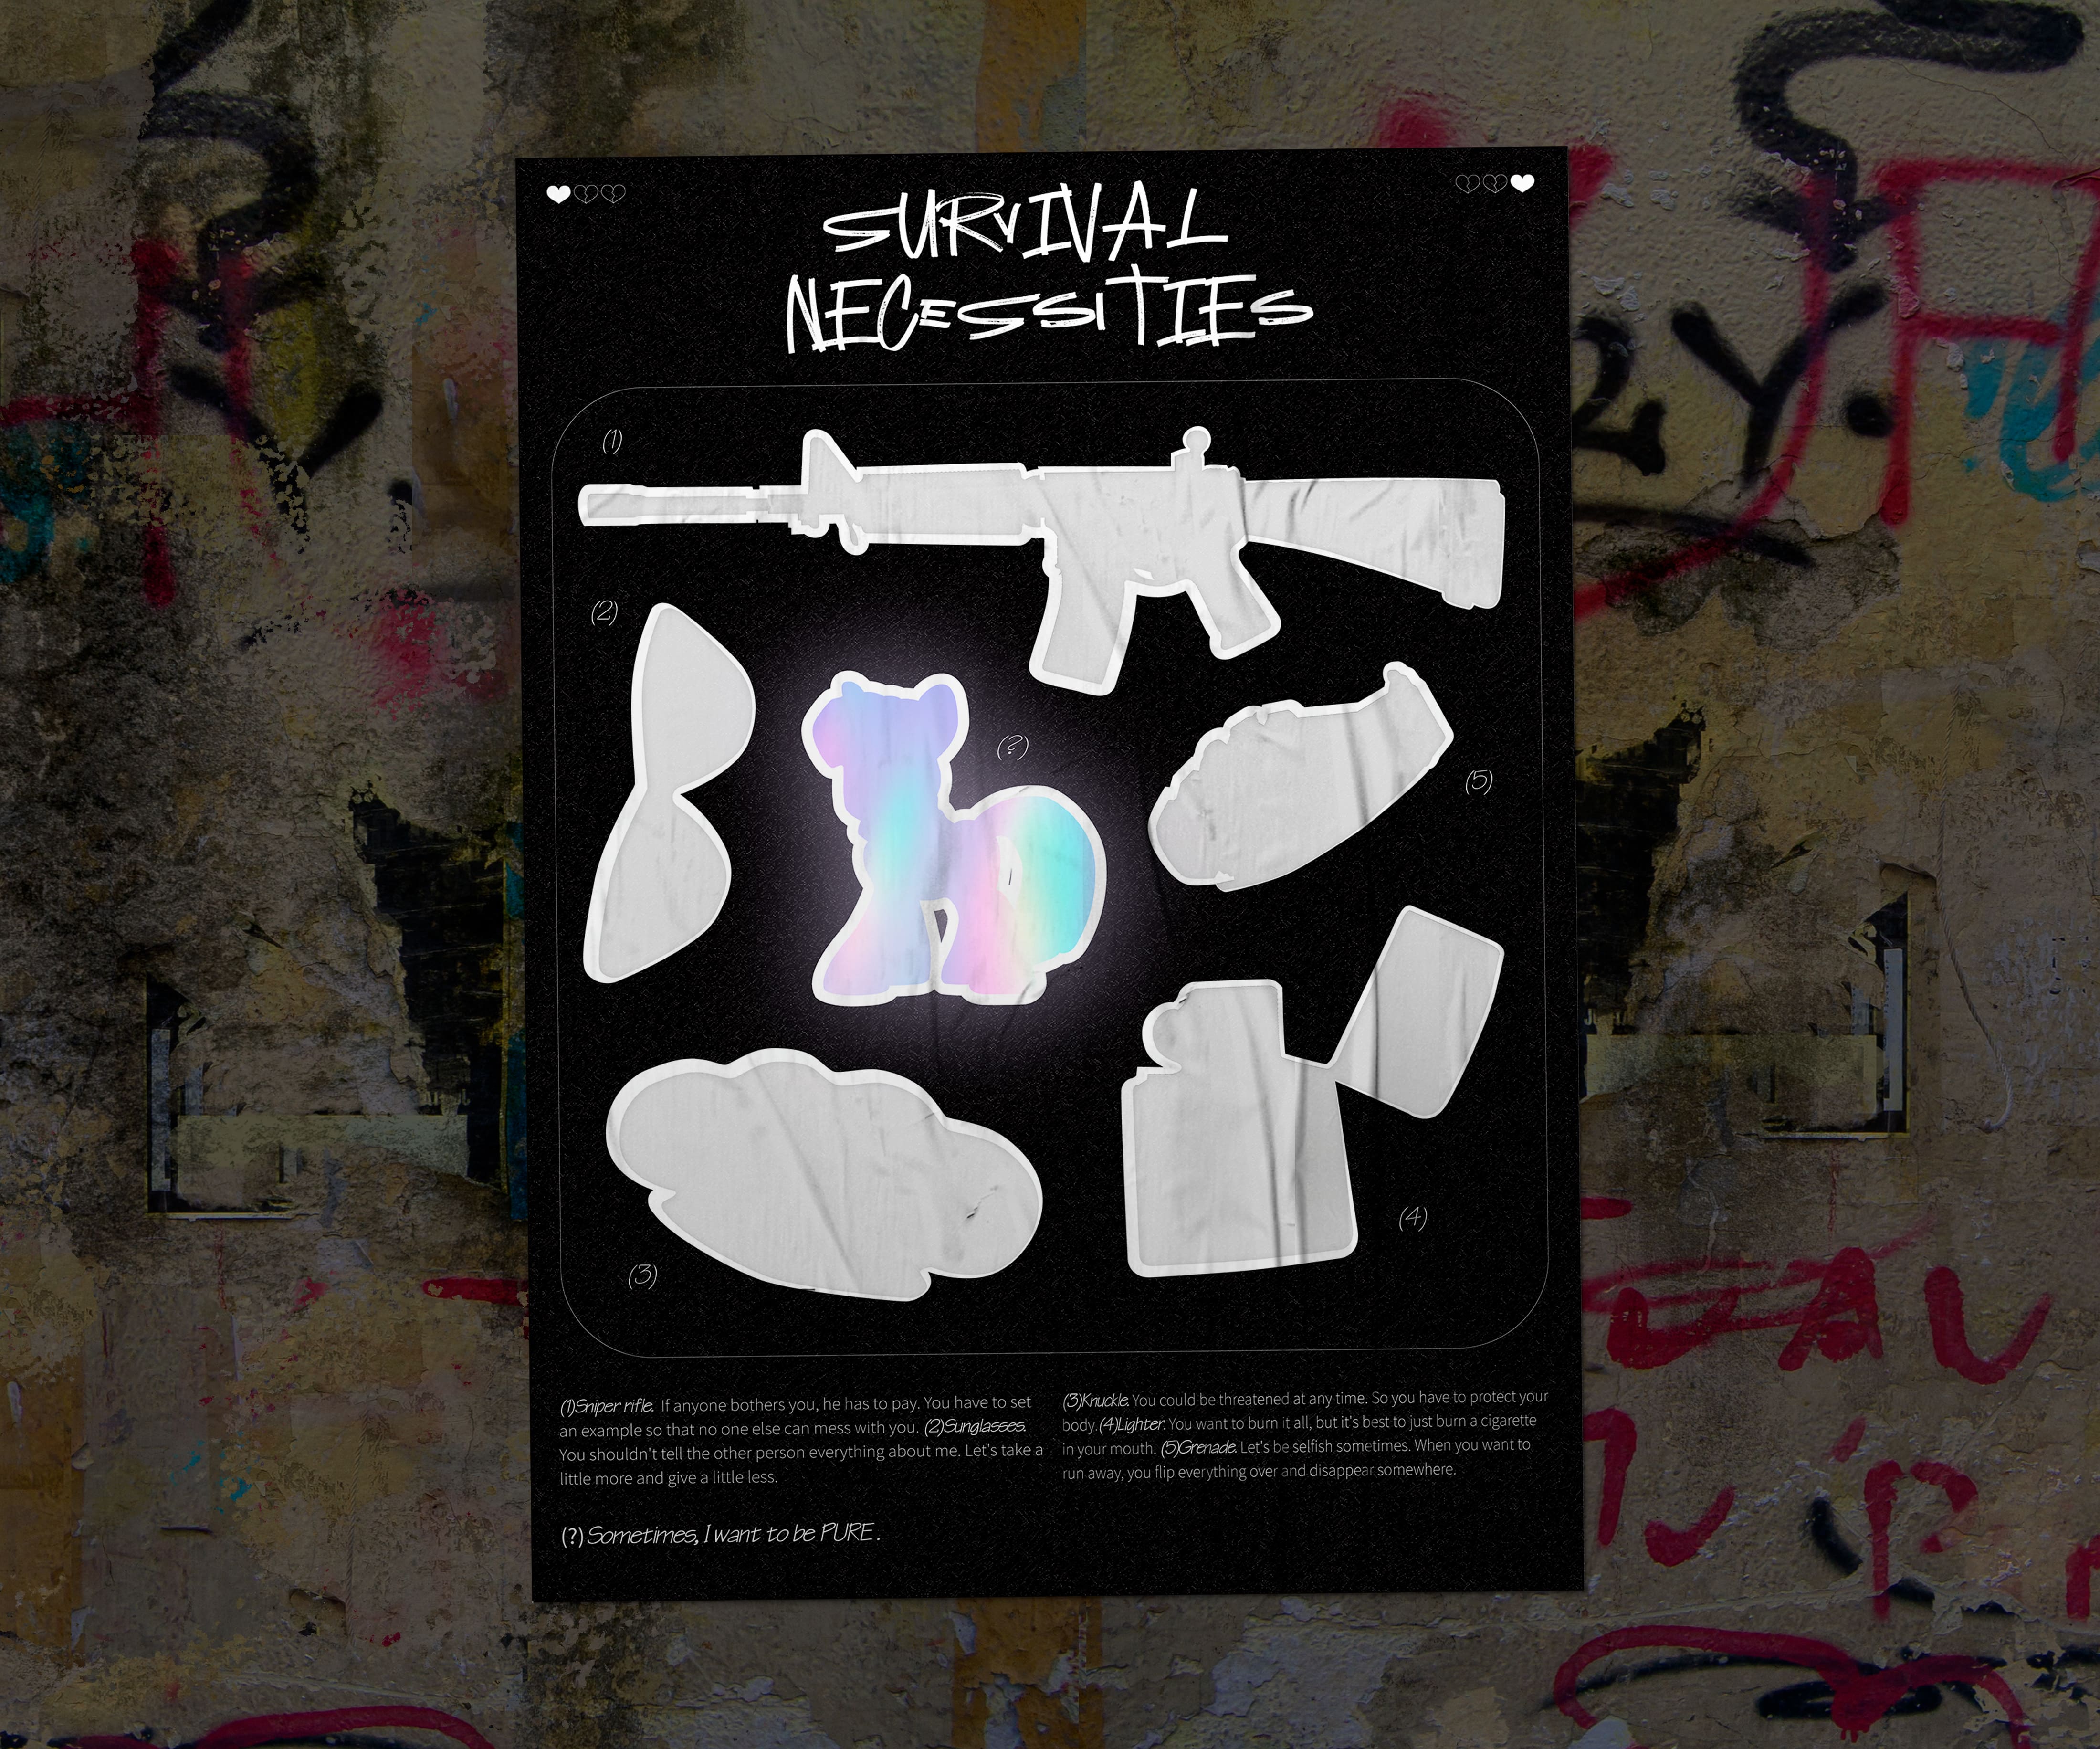 SURVIVAL
NECESSITIES
(1)
(2)
(?)
(5)
(4)
(3)
(1)Sniper rifle. If anyone bothers you, he has to pay. You have to set
an example so that no one else can mess with you. (2)Sunglasses.
You shouldn't tell the other person everything about me. Let's take a
little more and give a little less.
(3)Knuckle. You could be threatened at any time. So you have to protect your
body.(4)Lighter. You want to burn it all, but it's best to just burn a cigarette
in your mouth. (5)Grenade. Let's be selfish sometimes. When you want to
run away, you flip everything over and disappear somewhere.
(?) Sometimes, I want to be PURE.